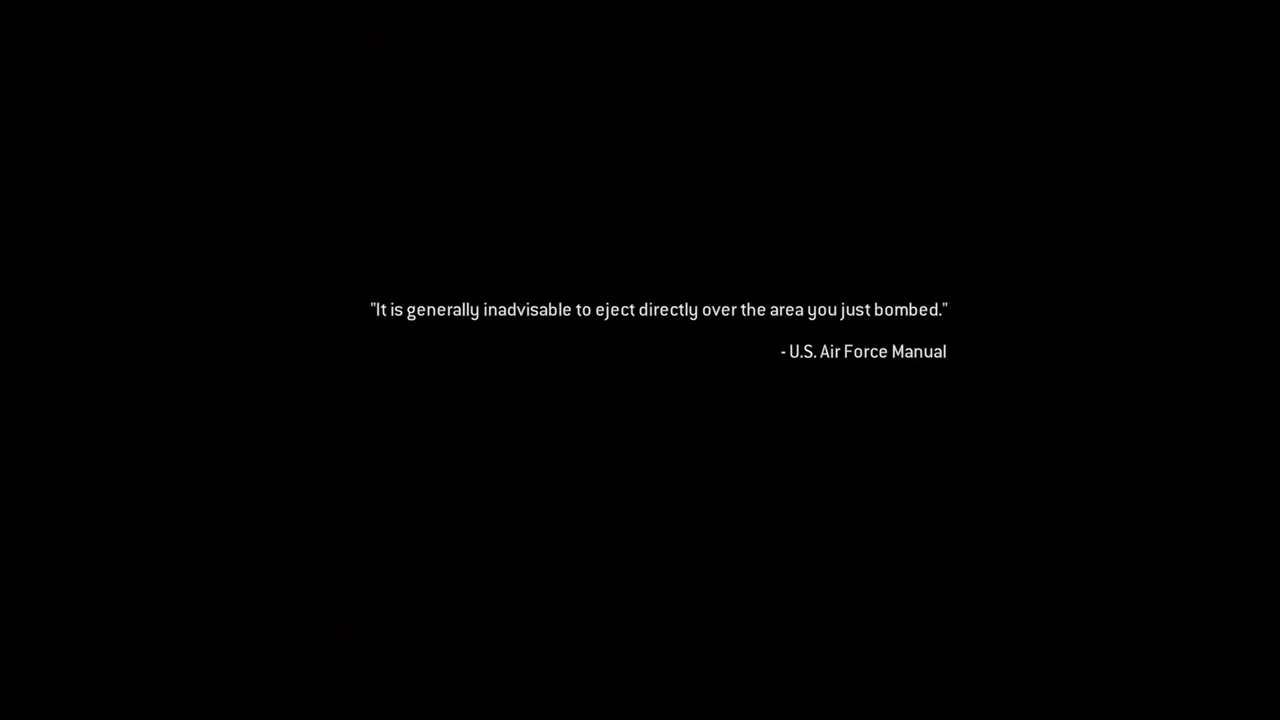 "It is generally inadvisable to eject directly over the area you just bombed."
- U.S. Air Force Manual